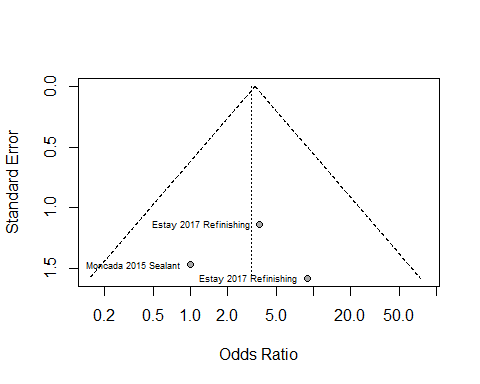 Standard Error
0.0
0.5
1.0
1.5
Estay 2017 Refinishing
Moncada 2015 Sealant
Estay 2017 Refinishing
0.2 0.5 1.0 2.0 5.0 20.0 50.0
Odds Ratio